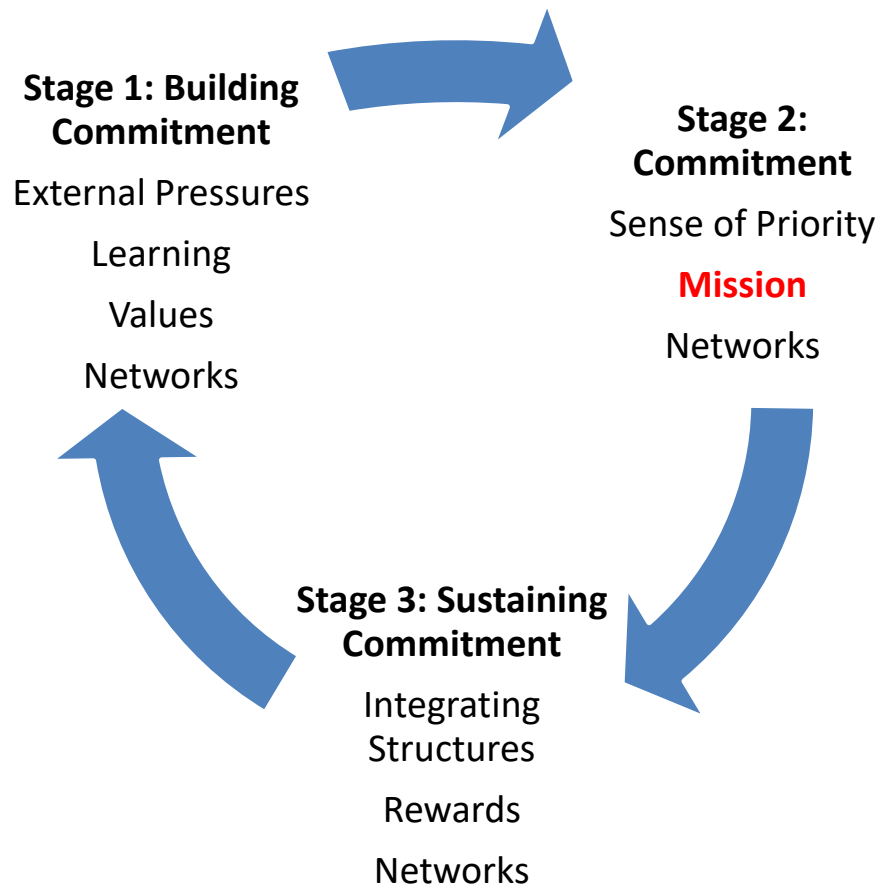 Stage 1: Building
Commitment
External Pressures
Learning
Values
Networks
Stage 2:
Commitment
Sense of Priority
Mission
Networks
Stage 3: Sustaining
Commitment
Integrating
Structures
Rewards
Networks